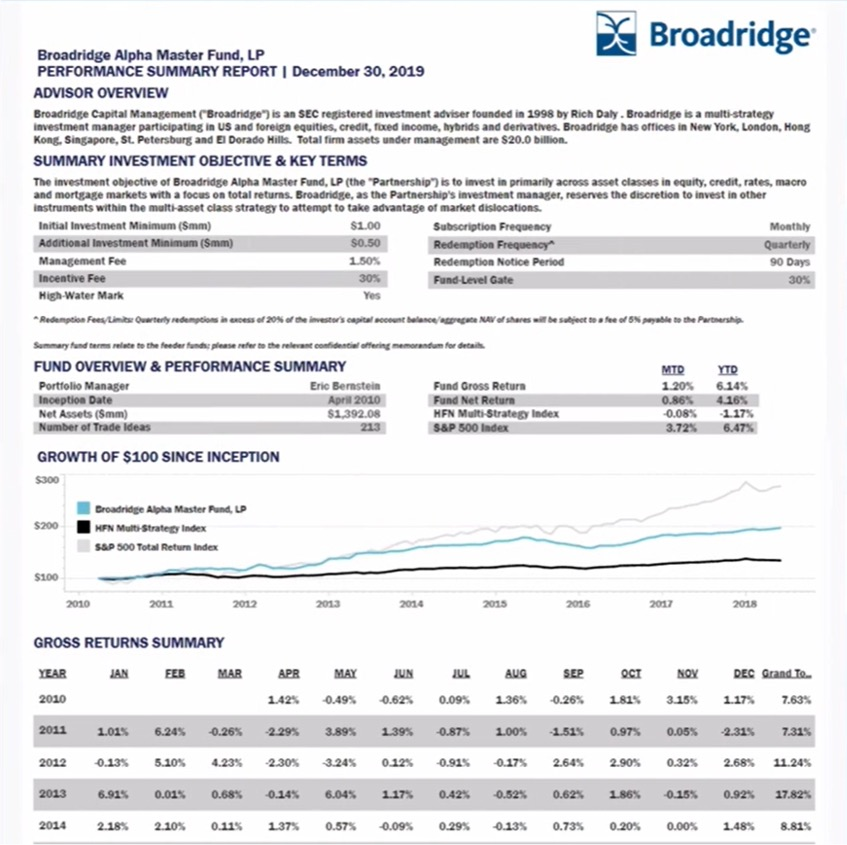 Broadridge®
Broadridge Alpha Master Fund, LP
PERFORMANCE SUMMARY REPORT | December 30, 2019
ADVISOR OVERVIEW
Broadridge Capital Management ("Broadridge") is an SEC registered investment adviser founded in 1998 by Rich Daly . Broadridge is a multi-strategy
investment manager participating in US and foreign equities, credit, fixed income, hybrids and derivatives. Broadridge has offices in New York, London, Hong
Kong, Singapore, St. Petersburg and El Dorado Hills. Total firm assets under management are $20.0 billion.
SUMMARY INVESTMENT OBJECTIVE & KEY TERMS
The investment objective of Broadridge Alpha Master Fund, LP (the "Partnership") is to invest in primarily across asset classes in equity, credit, rates, macro
and mortgage markets with a focus on total returns. Broadridge, as the Partnership's investment manager, reserves the discretion to invest in other
instruments within the multi-asset class strategy to attempt to take advantage of market dislocations.
Initial Investment Minimum ($mm) $1.00 Subscription Frequency Monthly
Additional Investment Minimum ($mm) $0.50 Redemption Frequency^ Quarterly
Management Fee 1.50% Redemption Notice Period 90 Days
Incentive Fee 30% Fund-Level Gate 30%
High-Water Mark Yes
^ Redemption Fees/Limits: Quarterly redemptions in excess of 20% of the investor's capital account balance/aggregate NAV of shares will be subject to a fee of 5% payable to the Partnership.
Summary fund terms relate to the feeder funds; please refer to the relevant confidential offering memorandum for details.
FUND OVERVIEW & PERFORMANCE SUMMARY MTD YTD
Portfolio Manager Eric Bernstein Fund Gross Return 1.20% 6.14%
Inception Date April 2010 Fund Net Return 0.86% 4.16%
Net Assets ($mm) $1,392.08 HFN Multi-Strategy Index -0.08% -1.17%
Number of Trade Ideas 213 S&P 500 Index 3.72% 6.47%
GROWTH OF $100 SINCE INCEPTION
$300
Broadridge Alpha Master Fund, LP
$200
HFN Multi-Strategy Index
S&P 500 Total Return Index
$100
2010 2011 2012 2013 2014 2015 2016 2017 2018
GROSS RETURNS SUMMARY
YEAR JAN FEB MAR APR MAY JUN JUL AUG SEP OCT NOV DEC Grand To...
2010 1.42% -0.49% -0.62% 0.09% 1.36% -0.26% 1.81% 3.15% 1.17% 7.63%
2011 1.01% 6.24% -0.26% -2.29% 3.89% 1.39% -0.87% 1.00% -1.51% 0.97% 0.05% -2.31% 7.31%
2012 -0.13% 5.10% 4.23% -2.30% -3.24% 0.12% -0.91% -0.17% 2.64% 2.90% 0.32% 2.68% 11.24%
2013 6.91% 0.01% 0.68% -0.14% 6.04% 1.17% 0.42% -0.52% 0.62% 1.86% -0.15% 0.92% 17.82%
2014 2.18% 2.10% 0.11% 1.37% 0.57% -0.09% 0.29% -0.13% 0.73% 0.20% 0.00% 1.48% 8.81%